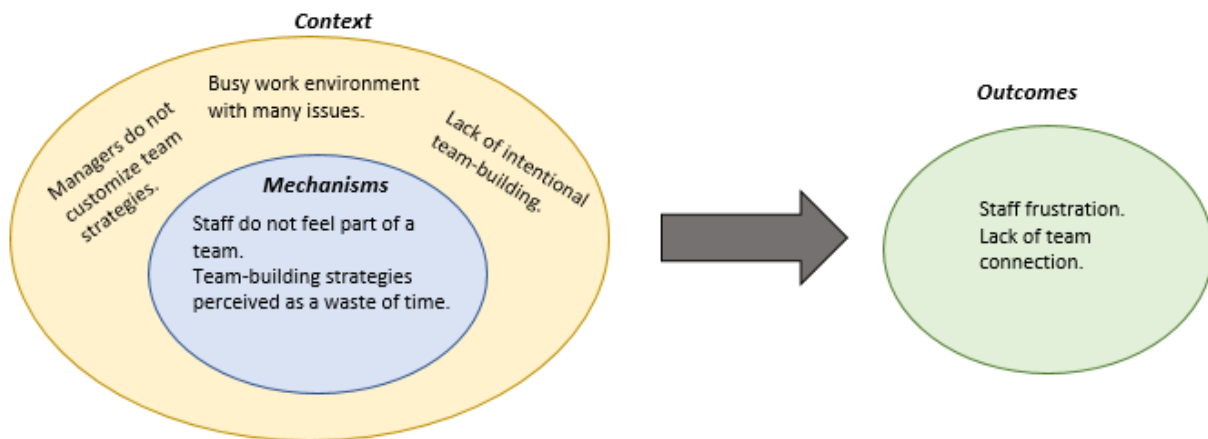 Context
Busy work environment
with many issues.
Managers do not
customize team
strategies.
Lack of intentional
team-building.
Mechanisms
Staff do not feel part of a
team.
Team-building strategies
perceived as a waste of time.
Outcomes
Staff frustration.
Lack of team
connection.